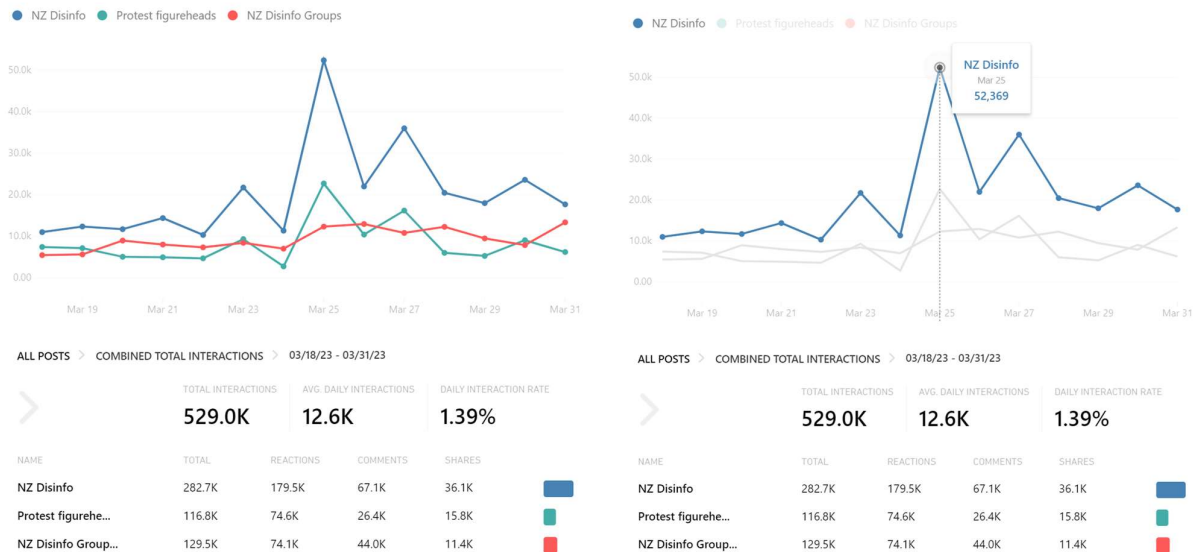 NZ Disinfo Protest figureheads NZ Disinfo Groups
50.0k
40.0k
30.0k
20.0k
10.0k
0.00
Mar 19 Mar 21 Mar 23 Mar 25 Mar 27 Mar 29 Mar 31
ALL POSTS COMBINED TOTAL INTERACTIONS 03/18/23 - 03/31/23
TOTAL INTERACTIONS AVG. DAILY INTERACTIONS DAILY INTERACTION RATE
529.0K 12.6K 1.39%
NAME TOTAL REACTIONS COMMENTS SHARES
NZ Disinfo 282.7K 179.5K 67.1K 36.1K
Protest figurehe... 116.8K 74.6K 26.4K 15.8K
NZ Disinfo Group... 129.5K 74.1K 44.0K 11.4K
NZ Disinfo Protest figureheads NZ Disinfo Groups
NZ Disinfo
Mar 25
52,369
50.0k
40.0k
30.0k
20.0k
10.0k
0.00
Mar 19 Mar 21 Mar 23 Mar 25 Mar 27 Mar 29 Mar 31
ALL POSTS COMBINED TOTAL INTERACTIONS 03/18/23 - 03/31/23
TOTAL INTERACTIONS AVG. DAILY INTERACTIONS DAILY INTERACTION RATE
529.0K 12.6K 1.39%
NAME TOTAL REACTIONS COMMENTS SHARES
NZ Disinfo 282.7K 179.5K 67.1K 36.1K
Protest figurehe... 116.8K 74.6K 26.4K 15.8K
NZ Disinfo Group... 129.5K 74.1K 44.0K 11.4K